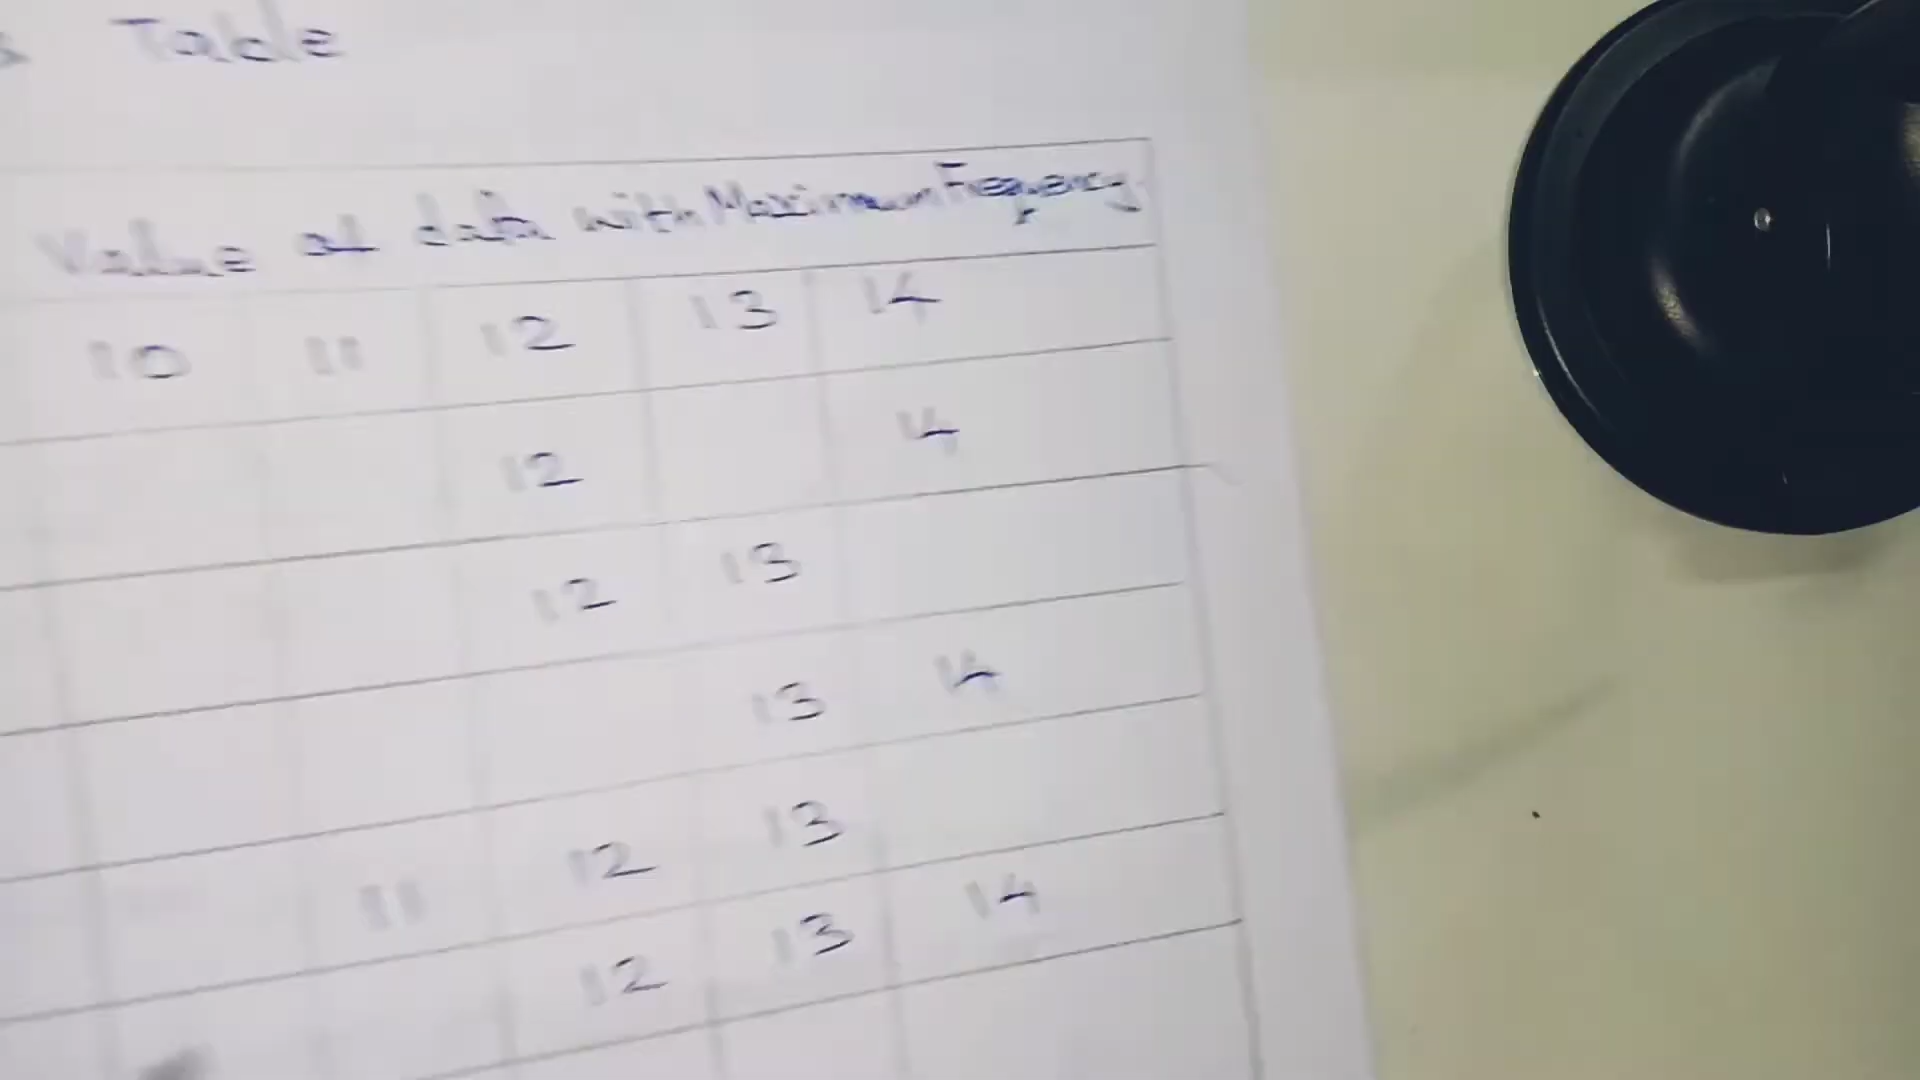 Table
Value of data with Maximum Frequency
10 11 12 13 14
12 14
12 13
13 14
11 12 13
12 13 14